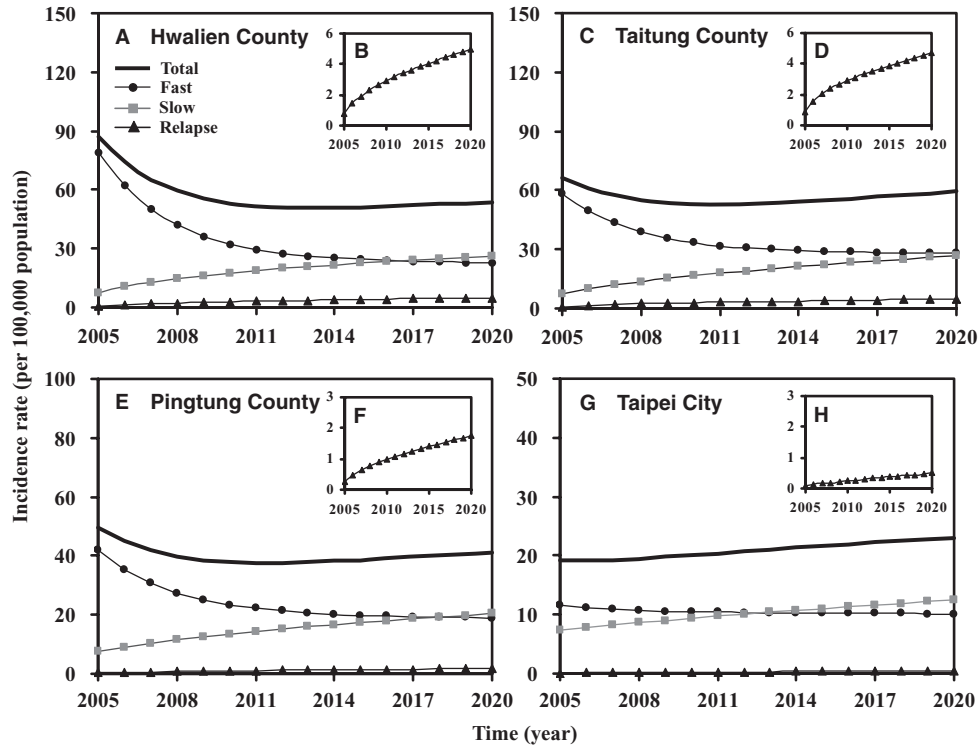 Incidence rate (per 100,000 population)
150
120
90
60
30
0
A Hwalien County
Total
Fast
Slow
Relapse
B
6
4
2
0
2005 2010 2015 2020
2005 2008 2011 2014 2017 2020
150
120
90
60
30
0
C Taitung County
D
6
4
2
0
2005 2010 2015 2020
2005 2008 2011 2014 2017 2020
100
80
60
40
20
0
E Pingtung County
F
3
2
1
0
2005 2010 2015 2020
2005 2008 2011 2014 2017 2020
50
40
30
20
10
0
G Taipei City
H
3
2
1
0
2005 2010 2015 2020
2005 2008 2011 2014 2017 2020
Time (year)